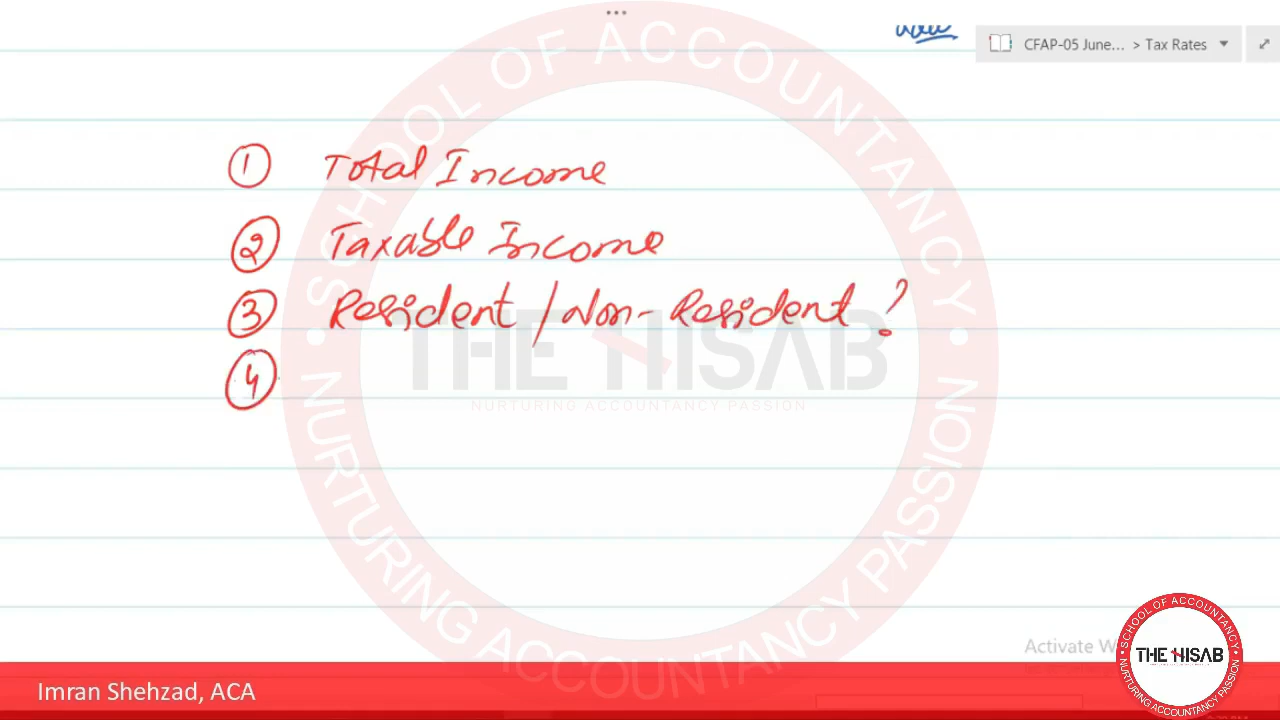 CFAP-05 June... > Tax Rates
① Total Income
② Taxable Income
③ Resident / Non-Resident ?
④
SCHOOL OF ACCOUNTANCY
THE HISAB
NURTURING ACCOUNTANCY PASSION
NURTURING ACCOUNTANCY PASSION
Activate W
SCHOOL OF ACCOUNTANCY
THE HISAB
NURTURING ACCOUNTANCY PASSION
Imran Shehzad, ACA